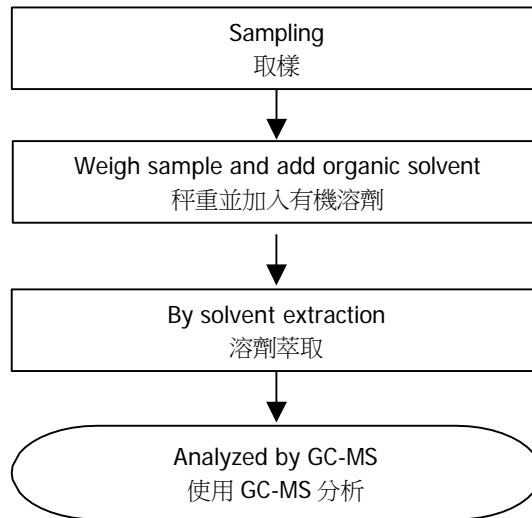 Sampling
取樣
Weigh sample and add organic solvent
秤重並加入有機溶劑
By solvent extraction
溶劑萃取
Analyzed by GC-MS
使用 GC-MS 分析